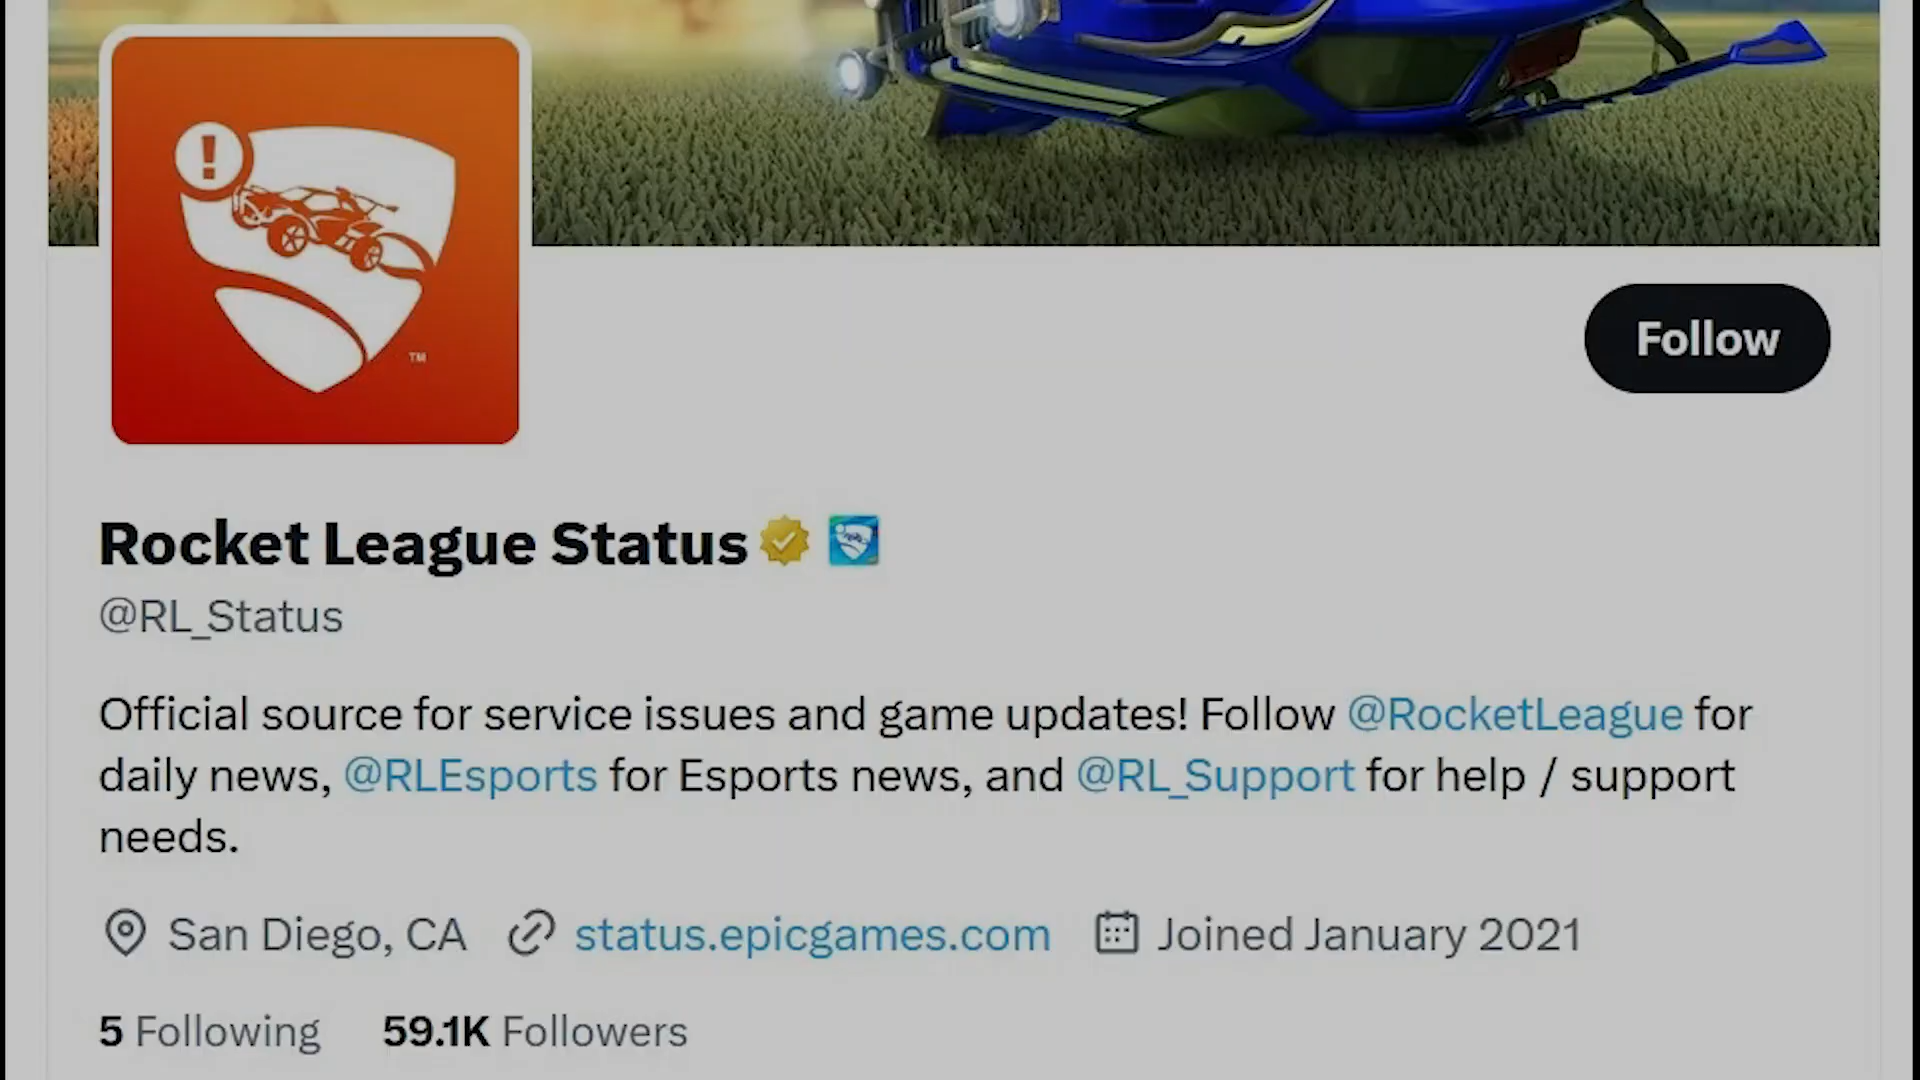 !
TM
Follow
Rocket League Status
@RL_Status
Official source for service issues and game updates! Follow @RocketLeague for
daily news, @RLEsports for Esports news, and @RL_Support for help / support
needs.
San Diego, CA status.epicgames.com Joined January 2021
5 Following 59.1K Followers